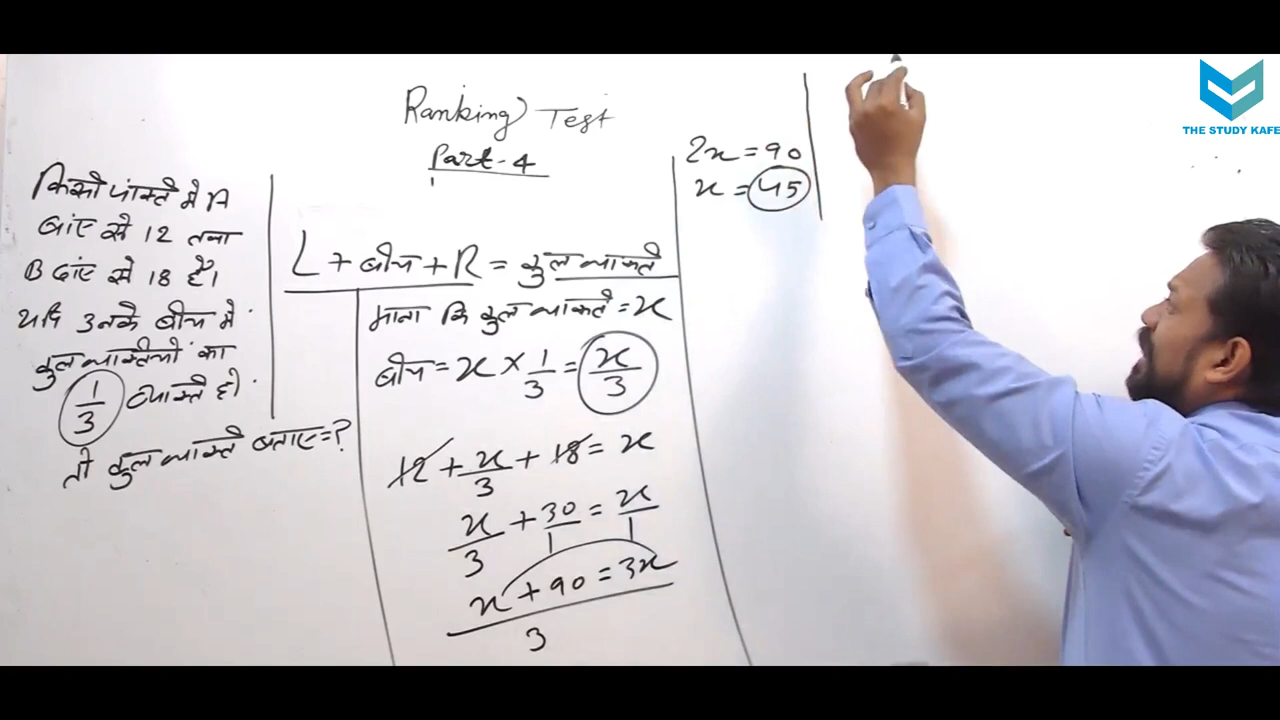 Ranking Test
Part-4
किसी पंक्ति में A
बांए से 12 तथा
B दांए से 18 है।
यदि उनके बीच में
कुल व्यक्तियों का
1/3 व्यक्ति हो
तो कुल व्यक्ति बताए=?
L + बीच + R = कुल व्यक्ति
माना कि कुल व्यक्ति = x
बीच = x × 1/3 = x/3
12 + x/3 + 18 = x
x/3 + 30/1 = x/1
x + 90 = 3x
3
2x = 90
x = 45
THE STUDY KAFE